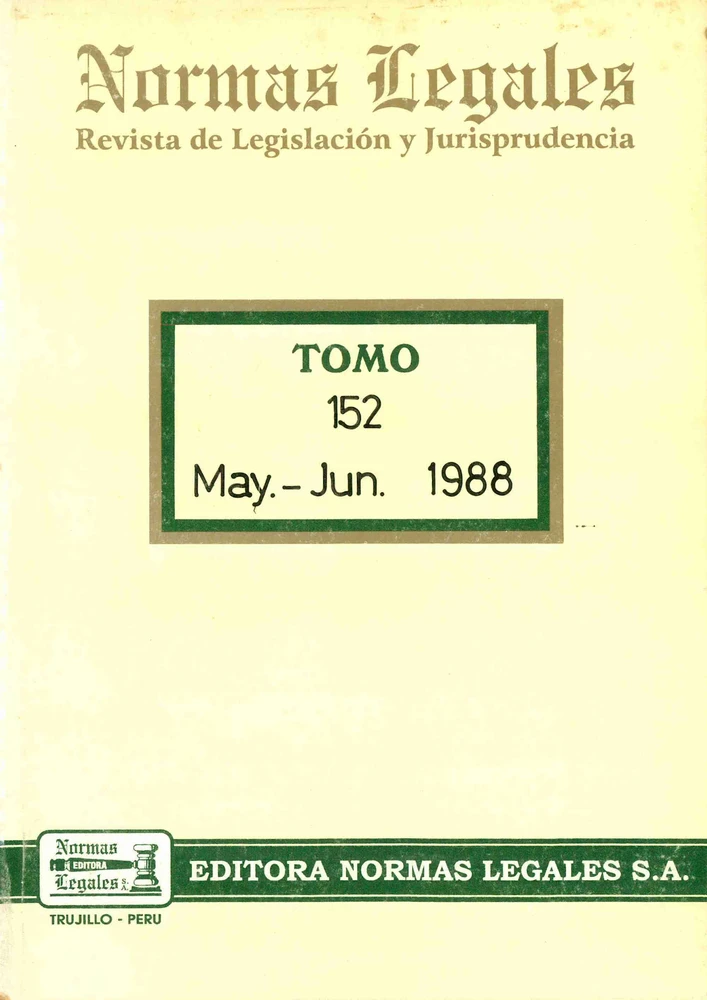 Normas Legales
Revista de Legislación y Jurisprudencia
TOMO
152
May. - Jun. 1988
Normas
EDITORA
Legales S.A.
EDITORA NORMAS LEGALES S.A.
TRUJILLO - PERU